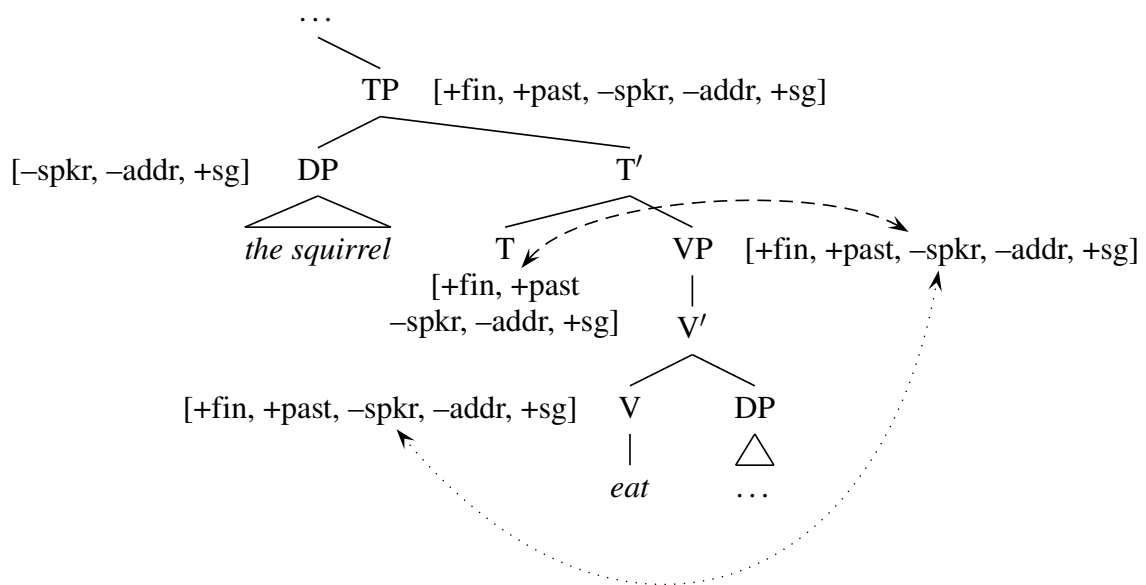 ...
TP [+fin, +past, –spkr, –addr, +sg]
[–spkr, –addr, +sg] DP T′
the squirrel T VP [+fin, +past, –spkr, –addr, +sg]
[+fin, +past
–spkr, –addr, +sg] V′
[+fin, +past, –spkr, –addr, +sg] V DP
eat ...